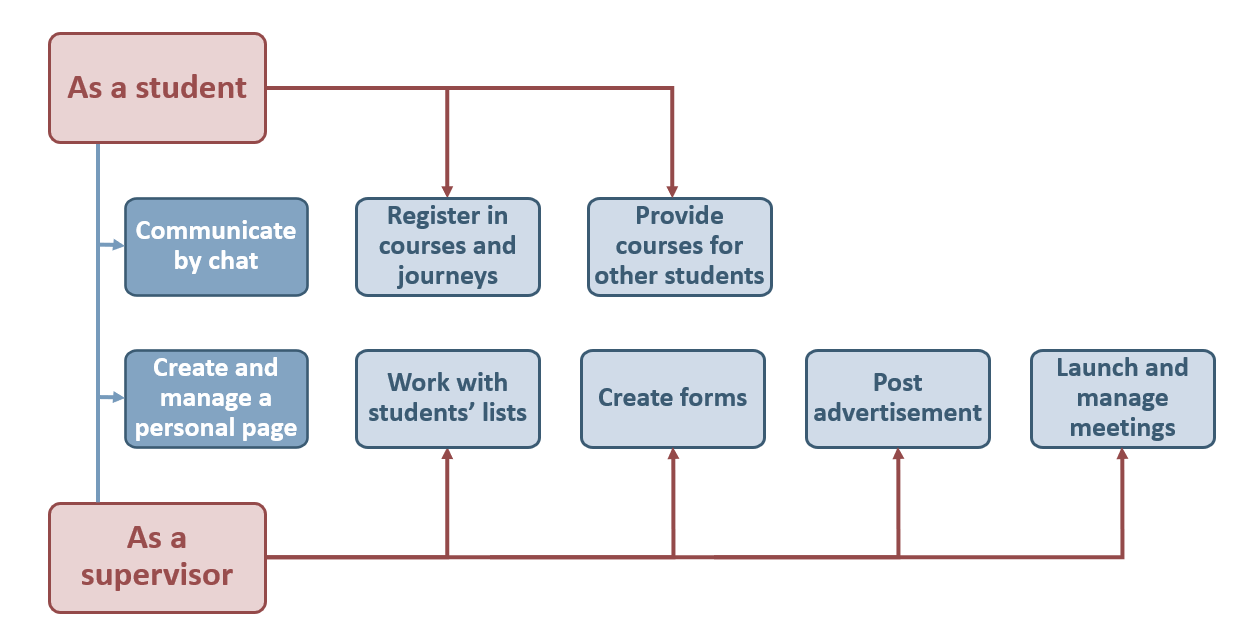 As a student
Communicate
by chat
Register in
courses and
journeys
Provide
courses for
other students
Create and
manage a
personal page
Work with
students’ lists
Create forms
Post
advertisement
Launch and
manage
meetings
As a
supervisor